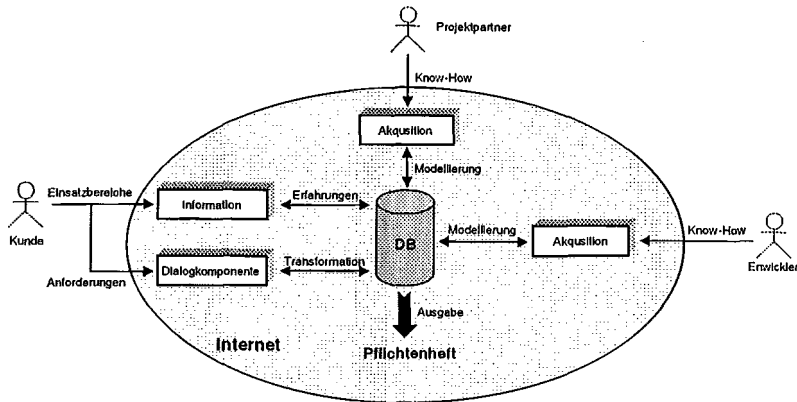 Projektpartner
Know-How
Akqusition
Modellierung
Einsatzbereiche
Information
Erfahrungen
Kunde
DB
Modellierung
Akqusition
Know-How
Enwickler
Anforderungen
Dialogkomponente
Transformation
Ausgabe
Internet
Pflichtenheft